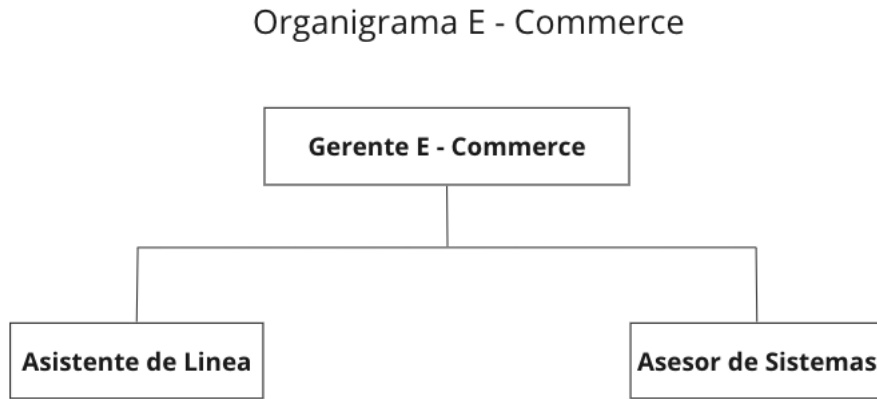 Organigrama E - Commerce
Gerente E - Commerce
Asistente de Linea
Asesor de Sistemas